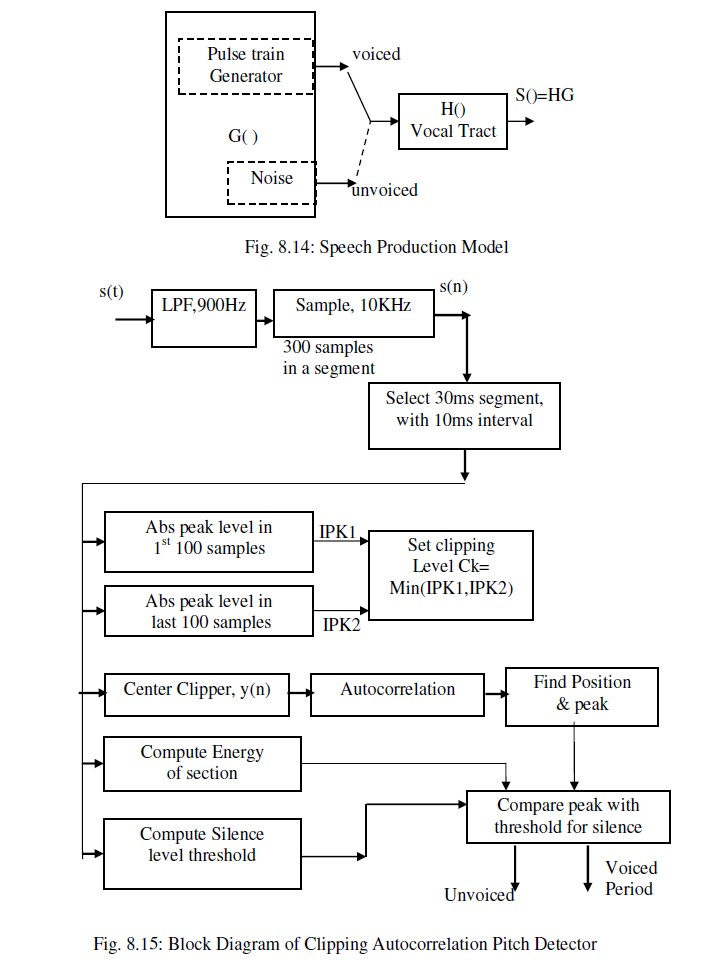 Pulse train
Generator
voiced
G( )
Noise
unvoiced
H()
Vocal Tract
S()=HG
Fig. 8.14: Speech Production Model
s(t)
LPF,900Hz
Sample, 10KHz
s(n)
300 samples
in a segment
Select 30ms segment,
with 10ms interval
Abs peak level in
1st 100 samples
IPK1
Set clipping
Level Ck=
Min(IPK1,IPK2)
Abs peak level in
last 100 samples
IPK2
Center Clipper, y(n)
Autocorrelation
Find Position
& peak
Compute Energy
of section
Compare peak with
threshold for silence
Compute Silence
level threshold
Unvoiced
Voiced
Period
Fig. 8.15: Block Diagram of Clipping Autocorrelation Pitch Detector